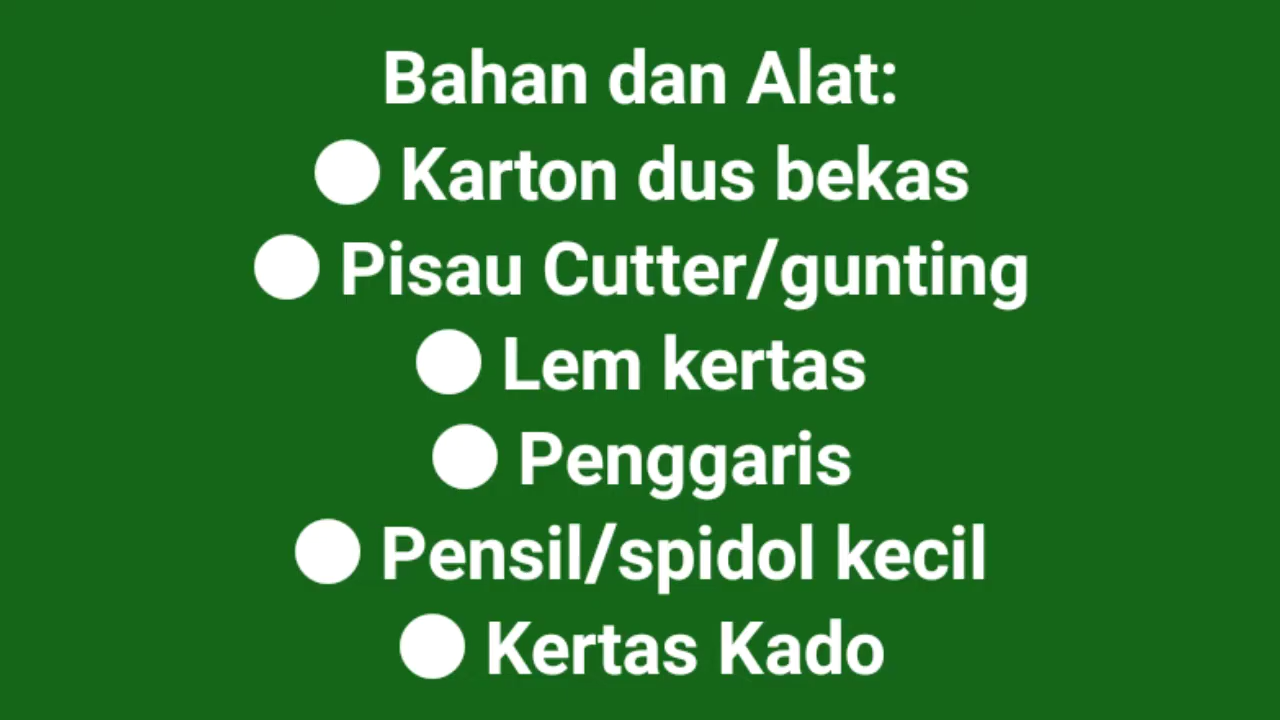 Bahan dan Alat:
● Karton dus bekas
● Pisau Cutter/gunting
● Lem kertas
● Penggaris
● Pensil/spidol kecil
● Kertas Kado